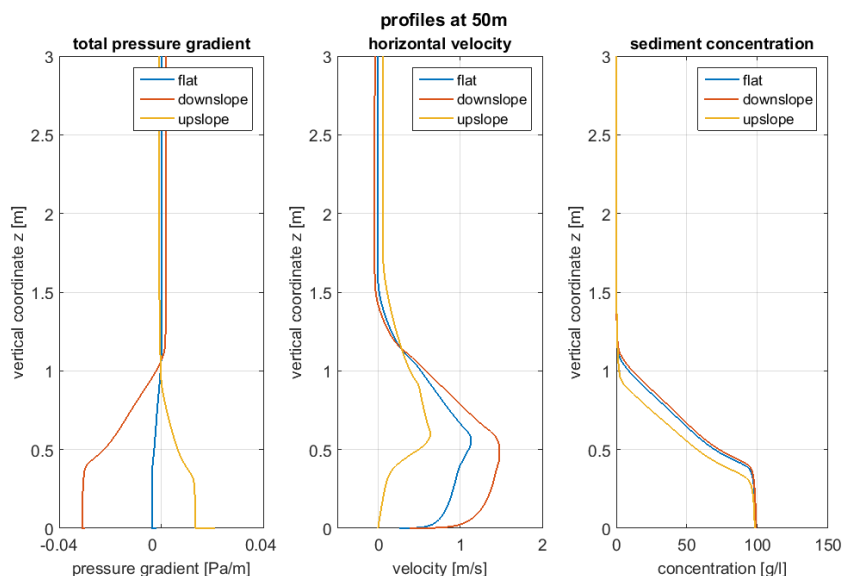 profiles at 50m
total pressure gradient
3
2.5
2
1.5
1
0.5
0
vertical coordinate z [m]
-0.04
0
0.04
pressure gradient [Pa/m]
flat
downslope
upslope
horizontal velocity
3
2.5
2
1.5
1
0.5
0
vertical coordinate z [m]
0
1
2
velocity [m/s]
flat
downslope
upslope
sediment concentration
3
2.5
2
1.5
1
0.5
0
vertical coordinate z [m]
0
50
100
150
concentration [g/l]
flat
downslope
upslope